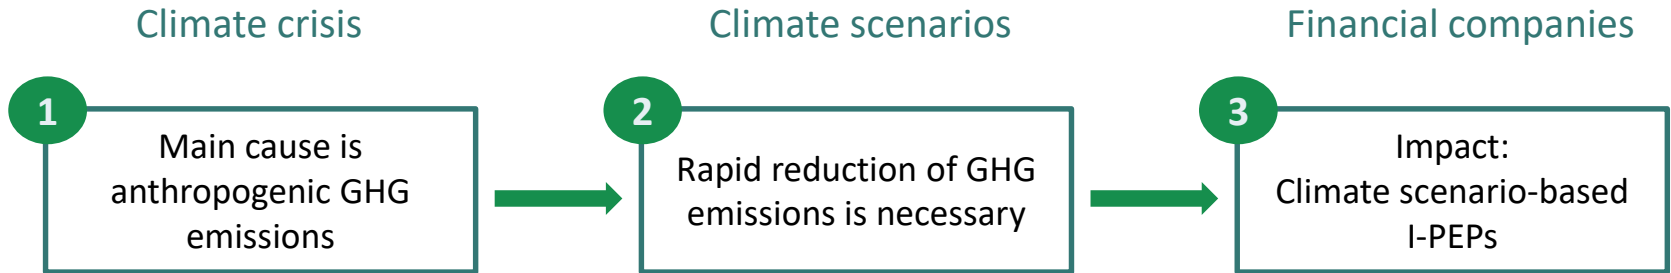 Climate crisis
Climate scenarios
Financial companies
1
Main cause is
anthropogenic GHG
emissions
2
Rapid reduction of GHG
emissions is necessary
3
Impact:
Climate scenario-based
I-PEPs